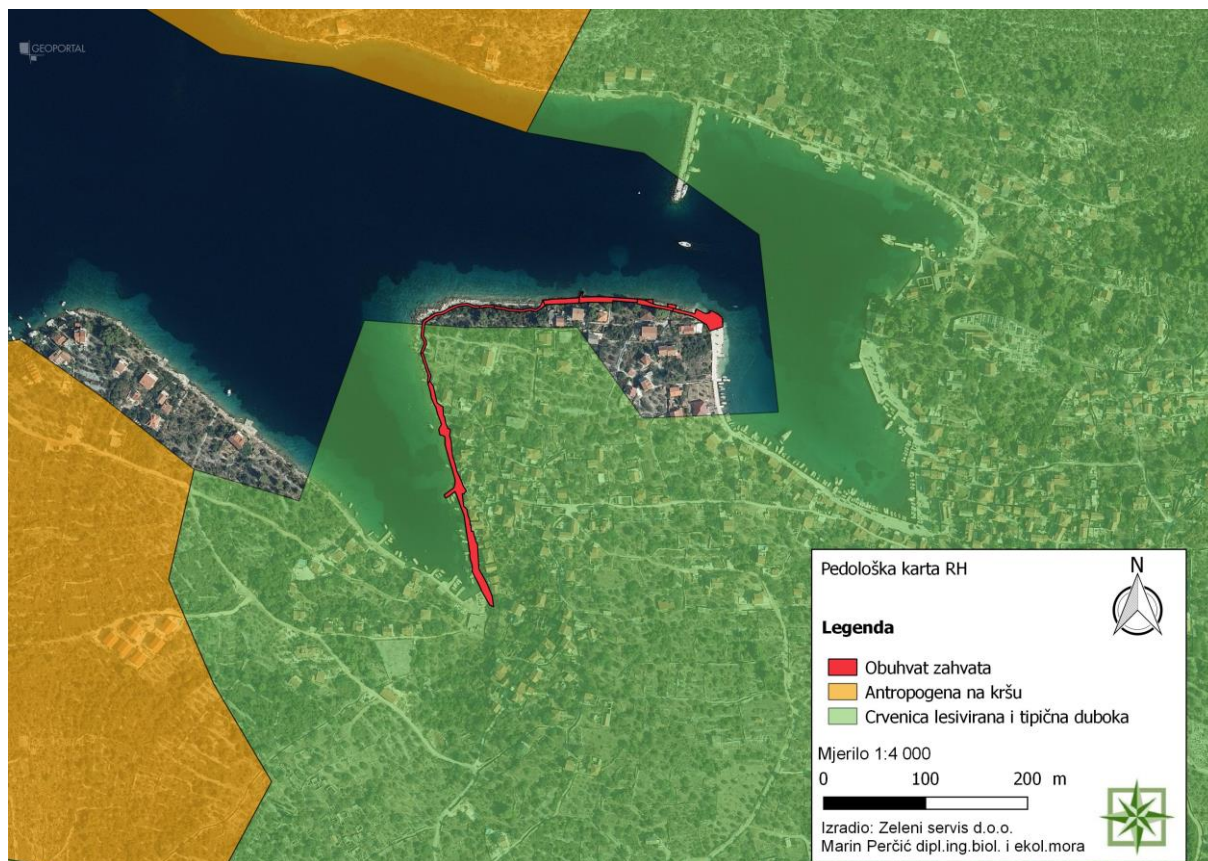 GEOPORTAL
Pedološka karta RH
N
Legenda
Obuhvat zahvata
Antropogena na kršu
Crvenica lesivirana i tipična duboka
Mjerilo 1:4 000
0 100 200 m
Izradio: Zeleni servis d.o.o.
Marin Perčić dipl.ing.biol. i ekol.mora